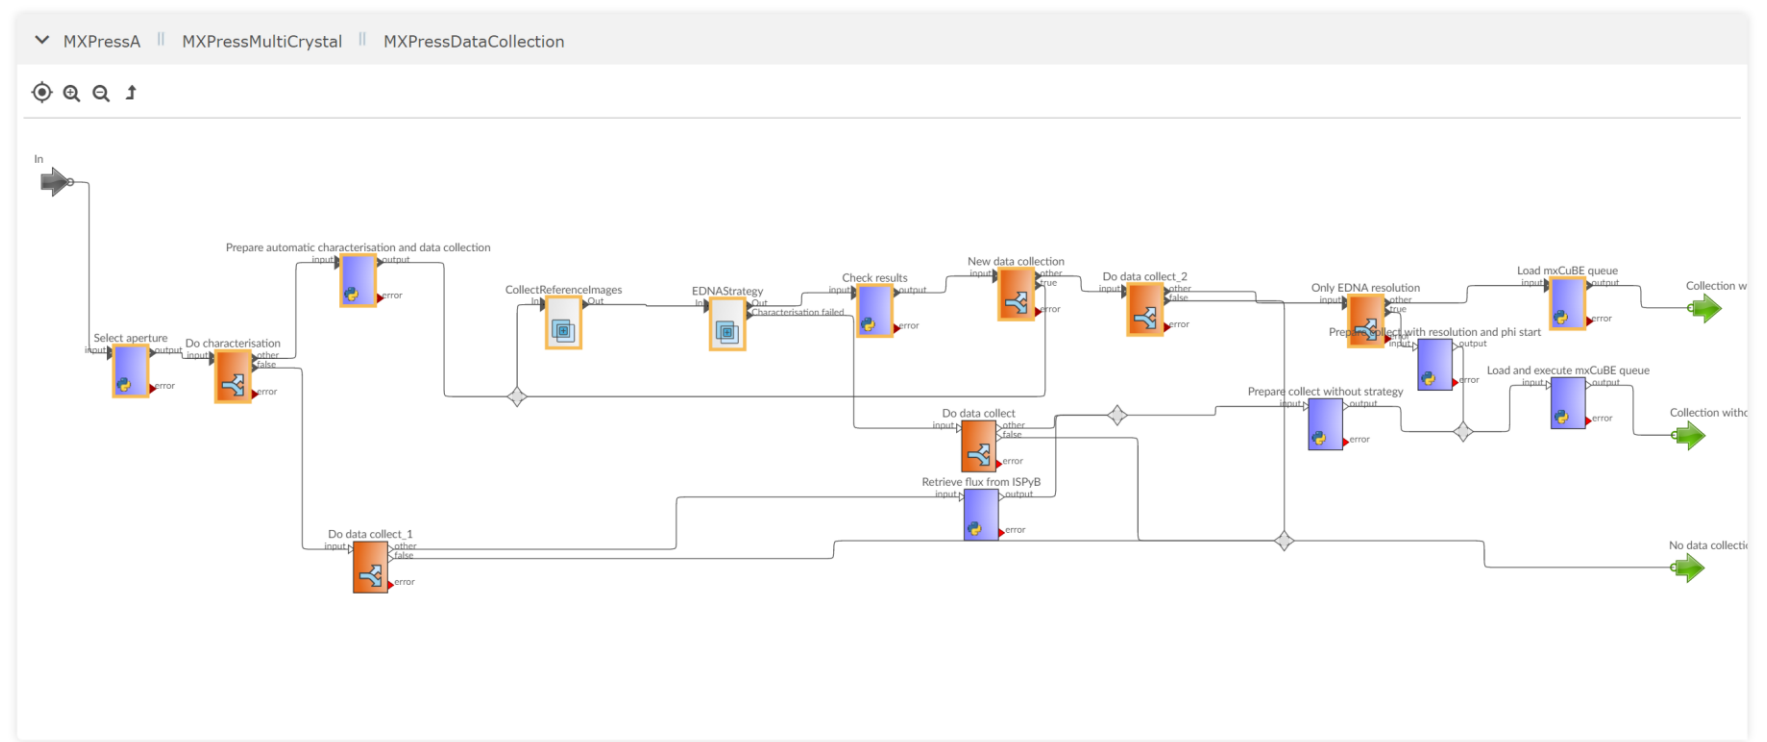 MXPressA || MXPressMultiCrystal || MXPressDataCollection
In
Prepare automatic characterisation and data collection
input output
error
Select aperture
input output
error
Do characterisation
input other
false
error
CollectReferenceImages
In Out
EDNAStrategy
In Out
Characterisation failed
Check results
input output
error
New data collection
input other
true
error
Do data collect_2
input other
false
error
Only EDNA resolution
input other
true
error
Load mxCuBE queue
input output
error
Collection w
Prepare collect with resolution and phi start
input output
error
Load and execute mxCuBE queue
input output
error
Prepare collect without strategy
input output
error
Collection witho
Do data collect
input other
false
error
Retrieve flux from ISPyB
input output
error
Do data collect_1
input other
false
error
No data collectic